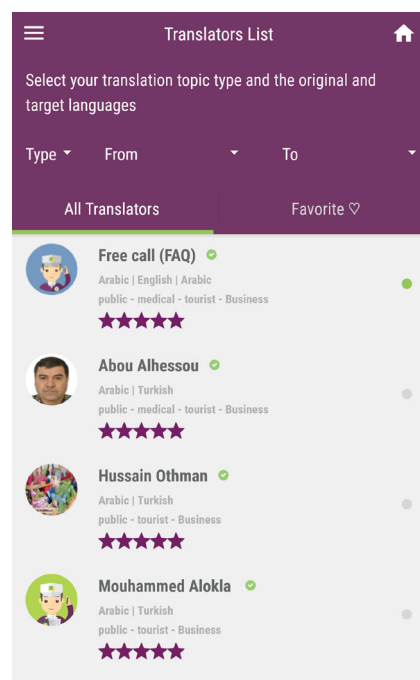 Translators List
Select your translation topic type and the original and
target languages
Type From To
All Translators Favorite ♡
Free call (FAQ)
Arabic | English | Arabic
public - medical - tourist - Business
Abou Alhessou
Arabic | Turkish
public - medical - tourist - Business
Hussain Othman
Arabic | Turkish
public - tourist - Business
Mouhammed Alokla
Arabic | Turkish
public - tourist - Business